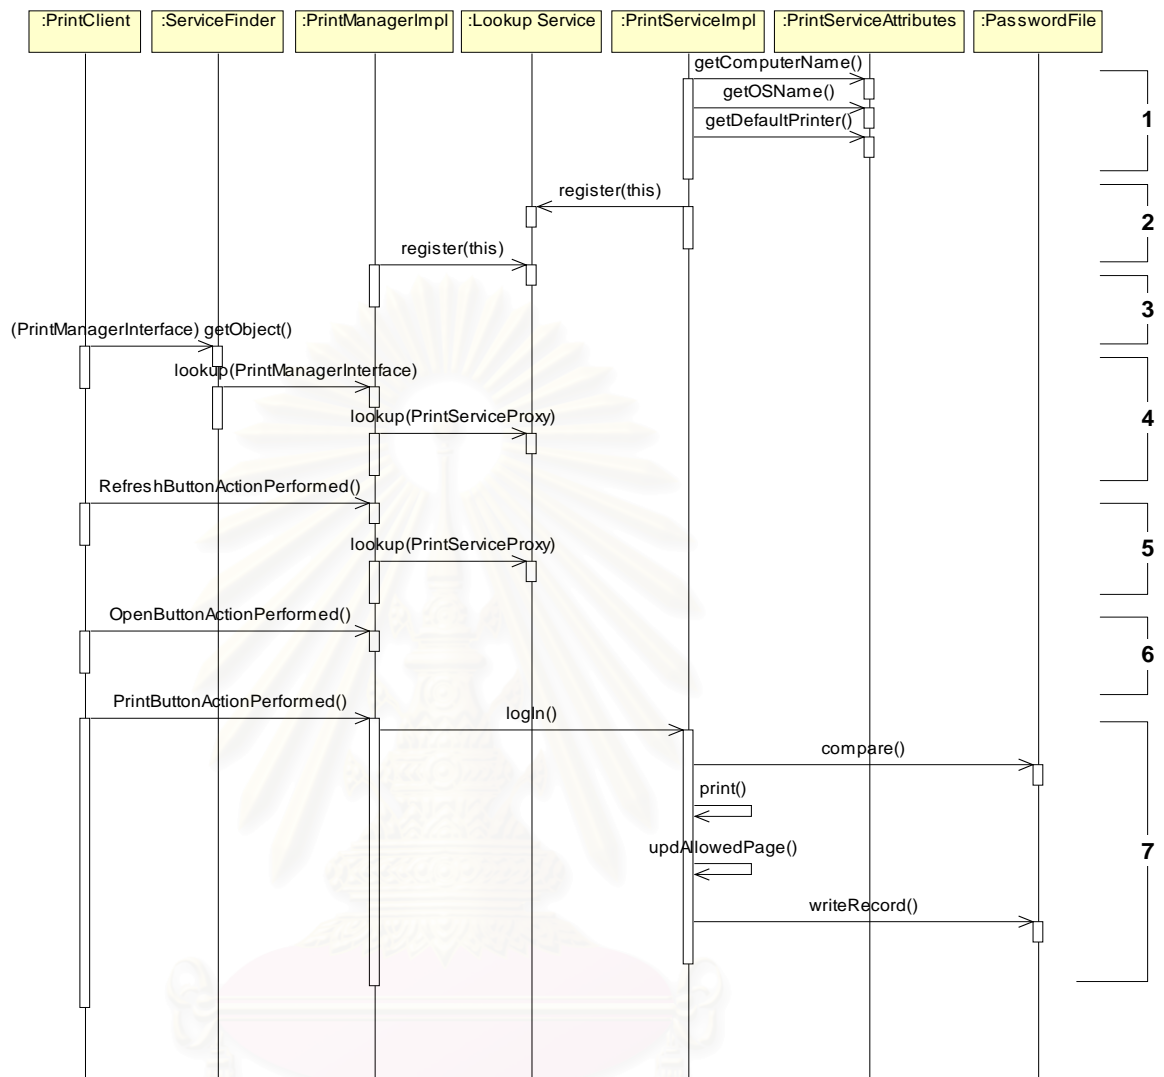 :PrintClient :ServiceFinder :PrintManagerImpl :Lookup Service :PrintServiceImpl :PrintServiceAttributes :PasswordFile
getComputerName()
getOSName()
getDefaultPrinter()
1
register(this)
2
register(this)
3
(PrintManagerInterface) getObject()
lookup(PrintManagerInterface)
lookup(PrintServiceProxy)
4
RefreshButtonActionPerformed()
lookup(PrintServiceProxy)
5
OpenButtonActionPerformed()
6
PrintButtonActionPerformed()
logIn()
compare()
print()
updAllowedPage()
7
writeRecord()